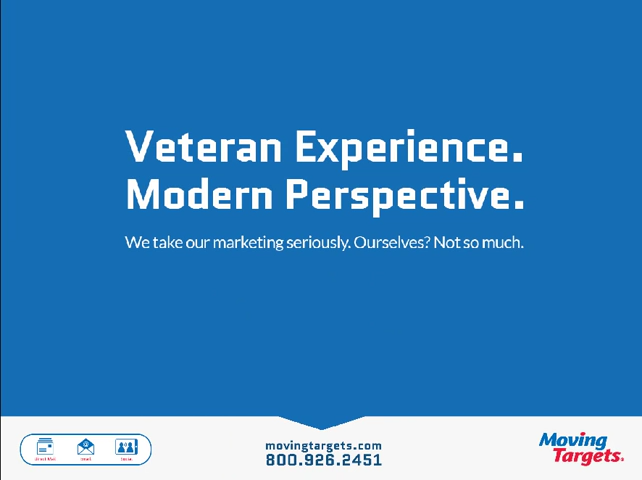 Veteran Experience.
Modern Perspective.
We take our marketing seriously. Ourselves? Not so much.
movingtargets.com
800.926.2451
Moving
Targets